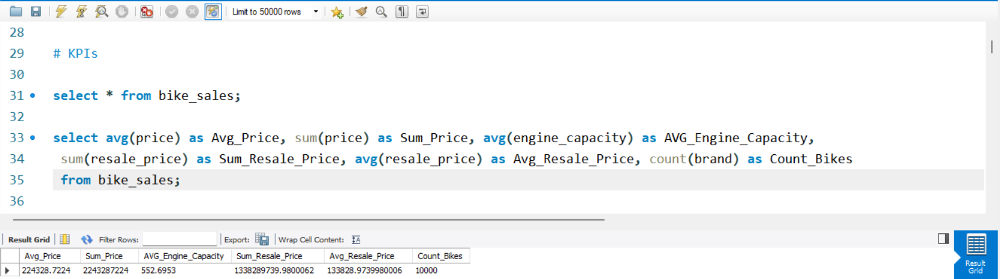 Limit to 50000 rows
28
29 # KPIs
30
31 select * from bike_sales;
32
33 select avg(price) as Avg_Price, sum(price) as Sum_Price, avg(engine_capacity) as AVG_Engine_Capacity,
34 sum(resale_price) as Sum_Resale_Price, avg(resale_price) as Avg_Resale_Price, count(brand) as Count_Bikes
35 from bike_sales;
36
Result Grid Filter Rows: Export: Wrap Cell Content: IA
Avg_Price Sum_Price AVG_Engine_Capacity Sum_Resale_Price Avg_Resale_Price Count_Bikes
224328.7224 2243287224 552.6953 1338289739.9800062 133828.9739980006 10000
Result
Grid